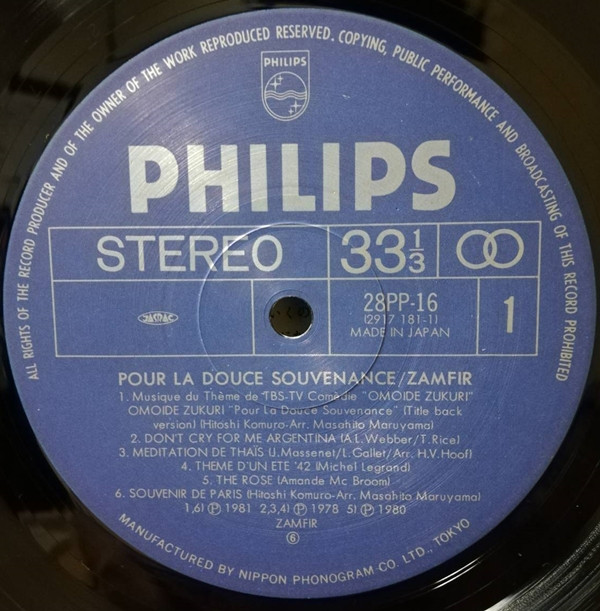 ALL RIGHTS OF THE RECORD PRODUCER AND OF THE OWNER OF THE WORK REPRODUCED RESERVED. COPYING, PUBLIC PERFORMANCE AND BROADCASTING OF THIS RECORD PROHIBITED
PHILIPS
PHILIPS
STEREO 33 1/3
28PP-16
(2917 181-1)
MADE IN JAPAN
1
JASRAC
POUR LA DOUCE SOUVENANCE/ZAMFIR
1. Musique du Thème de TBS-TV Comédie "OMOIDE ZUKURI"
OMOIDE ZUKURI "Pour La Douce Souvenance" (Title back
version) (Hitoshi Komuro-Arr. Masahito Maruyama)
2. DON'T CRY FOR ME ARGENTINA (A.L.Webber/T.Rice)
3. MEDITATION DE THAÏS (J.Massenet/L.Gallet/Arr. H.V.Hoof)
4. THEME D'UN ETE '42 (Michel Legrand)
5. THE ROSE (Amande Mc Broom)
6. SOUVENIR DE PARIS (Hitoshi Komuro-Arr. Masahito Maruyama)
1,6) Ⓟ 1981 2,3,4) Ⓟ 1978 5) Ⓟ 1980
ZAMFIR
⑥
MANUFACTURED BY NIPPON PHONOGRAM CO. LTD., TOKYO